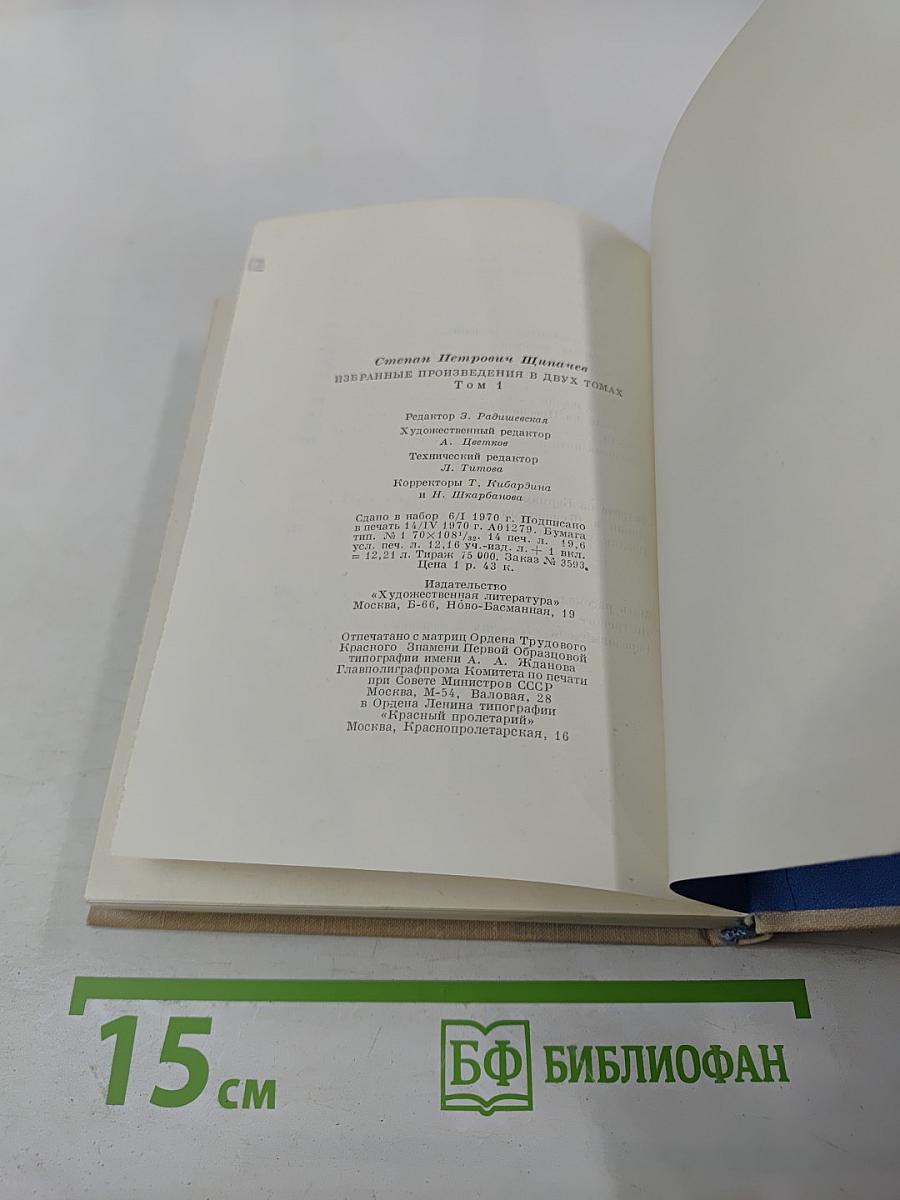 Степан Петрович Щипачев
ИЗБРАННЫЕ ПРОИЗВЕДЕНИЯ В ДВУХ ТОМАХ
Том 1
Редактор З. Радишевская
Художественный редактор
А. Цветков
Технический редактор
Л. Титова
Корректоры Т. Кибардина
и Н. Шкарбанова
Сдано в набор 6/I 1970 г. Подписано
в печать 14/IV 1970 г. А01279. Бумага
тип. № 1 70×108¹/₃₂. 14 печ. л. 19,6
усл. печ. л. 12,16 уч.-изд. л. + 1 вкл.
= 12,21 л. Тираж 75 000. Заказ № 3593.
Цена 1 р. 43 к.
Издательство
«Художественная литература»
Москва, Б-66, Ново-Басманная, 19
Отпечатано с матриц Ордена Трудового
Красного Знамени Первой Образцовой
типографии имени А. А. Жданова
Главполиграфпрома Комитета по печати
при Совете Министров СССР
Москва, М-54, Валовая, 28
в Ордена Ленина типографии
«Красный пролетарий»
Москва, Краснопролетарская, 16
15 см
БФ БИБЛИОФАН